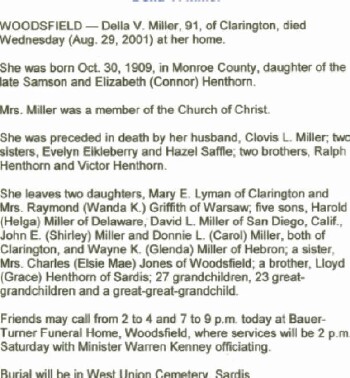 WOODSFIELD — Della V. Miller, 91, of Clarington, died
Wednesday (Aug. 29, 2001) at her home.
She was born Oct. 30, 1909, in Monroe County, daughter of the
late Samson and Elizabeth (Connor) Henthorn.
Mrs. Miller was a member of the Church of Christ.
She was preceded in death by her husband, Clovis L. Miller; two
sisters, Evelyn Eikleberry and Hazel Saffle; two brothers, Ralph
Henthorn and Victor Henthorn.
She leaves two daughters, Mary E. Lyman of Clarington and
Mrs. Raymond (Wanda K.) Griffith of Warsaw; five sons, Harold
(Helga) Miller of Delaware, David L. Miller of San Diego, Calif.,
John E. (Shirley) Miller and Donnie L. (Carol) Miller, both of
Clarington, and Wayne K. (Glenda) Miller of Hebron; a sister,
Mrs. Charles (Elsie Mae) Jones of Woodsfield; a brother, Lloyd
(Grace) Henthorn of Sardis; 27 grandchildren, 23 great-
grandchildren and a great-great-grandchild.
Friends may call from 2 to 4 and 7 to 9 p.m. today at Bauer-
Turner Funeral Home, Woodsfield, where services will be 2 p.m.
Saturday with Minister Warren Kenney officiating.
Burial will be in West Union Cemetery, Sardis